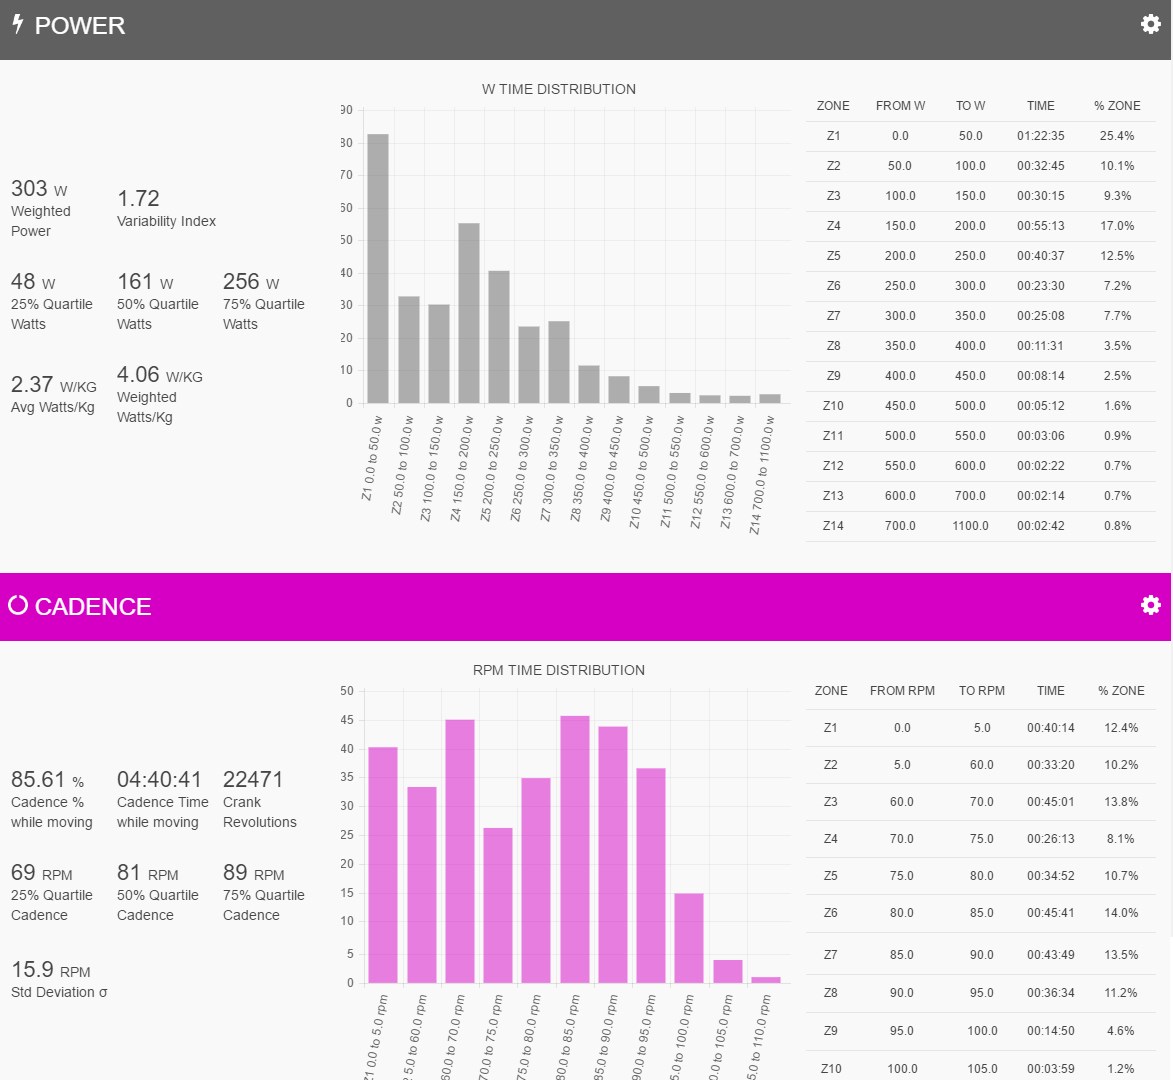 POWER
303 W
Weighted
Power
1.72
Variability Index
48 W
25% Quartile
Watts
161 W
50% Quartile
Watts
256 W
75% Quartile
Watts
2.37 W/KG
Avg Watts/Kg
4.06 W/KG
Weighted
Watts/Kg
W TIME DISTRIBUTION
90
80
70
60
50
40
30
20
10
0
Z1 0.0 to 50.0 w
Z2 50.0 to 100.0 w
Z3 100.0 to 150.0 w
Z4 150.0 to 200.0 w
Z5 200.0 to 250.0 w
Z6 250.0 to 300.0 w
Z7 300.0 to 350.0 w
Z8 350.0 to 400.0 w
Z9 400.0 to 450.0 w
Z10 450.0 to 500.0 w
Z11 500.0 to 550.0 w
Z12 550.0 to 600.0 w
Z13 600.0 to 700.0 w
Z14 700.0 to 1100.0 w
ZONE FROM W TO W TIME % ZONE
Z1 0.0 50.0 01:22:35 25.4%
Z2 50.0 100.0 00:32:45 10.1%
Z3 100.0 150.0 00:30:15 9.3%
Z4 150.0 200.0 00:55:13 17.0%
Z5 200.0 250.0 00:40:37 12.5%
Z6 250.0 300.0 00:23:30 7.2%
Z7 300.0 350.0 00:25:08 7.7%
Z8 350.0 400.0 00:11:31 3.5%
Z9 400.0 450.0 00:08:14 2.5%
Z10 450.0 500.0 00:05:12 1.6%
Z11 500.0 550.0 00:03:06 0.9%
Z12 550.0 600.0 00:02:22 0.7%
Z13 600.0 700.0 00:02:14 0.7%
Z14 700.0 1100.0 00:02:42 0.8%
CADENCE
85.61 %
Cadence %
while moving
04:40:41
Cadence Time
while moving
22471
Crank
Revolutions
69 RPM
25% Quartile
Cadence
81 RPM
50% Quartile
Cadence
89 RPM
75% Quartile
Cadence
15.9 RPM
Std Deviation σ
RPM TIME DISTRIBUTION
50
45
40
35
30
25
20
15
10
5
0
Z1 0.0 to 5.0 rpm
5.0 to 60.0 rpm
60.0 to 70.0 rpm
70.0 to 75.0 rpm
75.0 to 80.0 rpm
80.0 to 85.0 rpm
85.0 to 90.0 rpm
90.0 to 95.0 rpm
5.0 to 100.0 rpm
0.0 to 105.0 rpm
5.0 to 110.0 rpm
ZONE FROM RPM TO RPM TIME % ZONE
Z1 0.0 5.0 00:40:14 12.4%
Z2 5.0 60.0 00:33:20 10.2%
Z3 60.0 70.0 00:45:01 13.8%
Z4 70.0 75.0 00:26:13 8.1%
Z5 75.0 80.0 00:34:52 10.7%
Z6 80.0 85.0 00:45:41 14.0%
Z7 85.0 90.0 00:43:49 13.5%
Z8 90.0 95.0 00:36:34 11.2%
Z9 95.0 100.0 00:14:50 4.6%
Z10 100.0 105.0 00:03:59 1.2%